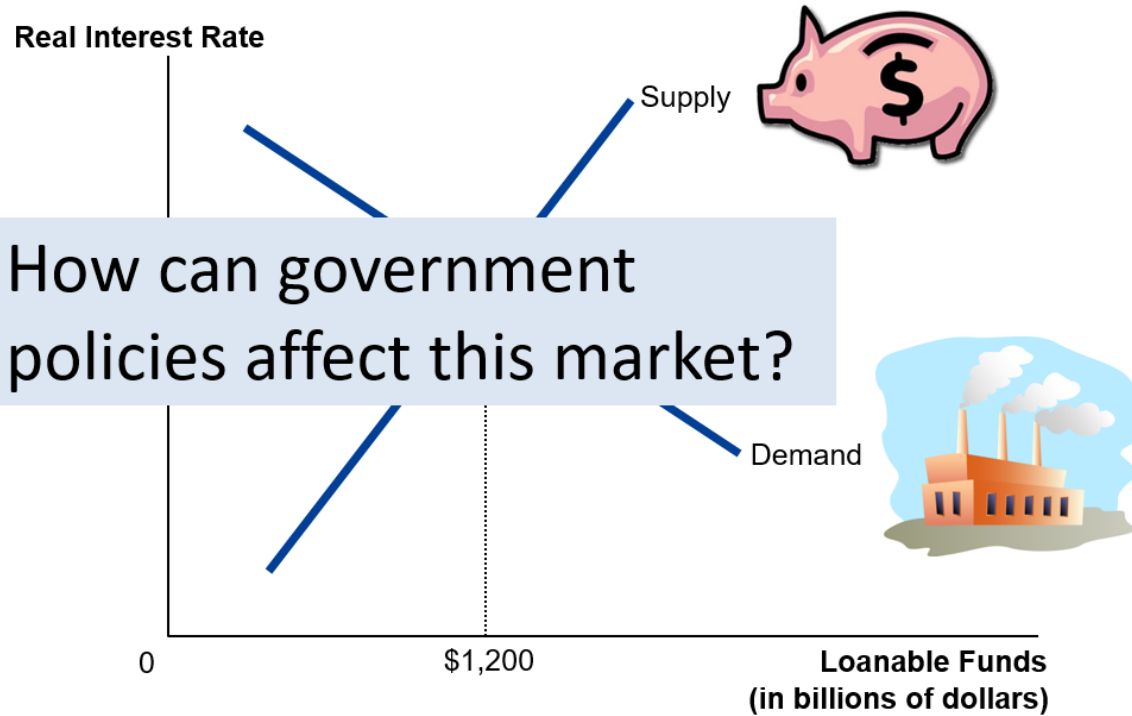 Real Interest Rate
Supply
$
How can government
policies affect this market?
Demand
0
$1,200
Loanable Funds
(in billions of dollars)